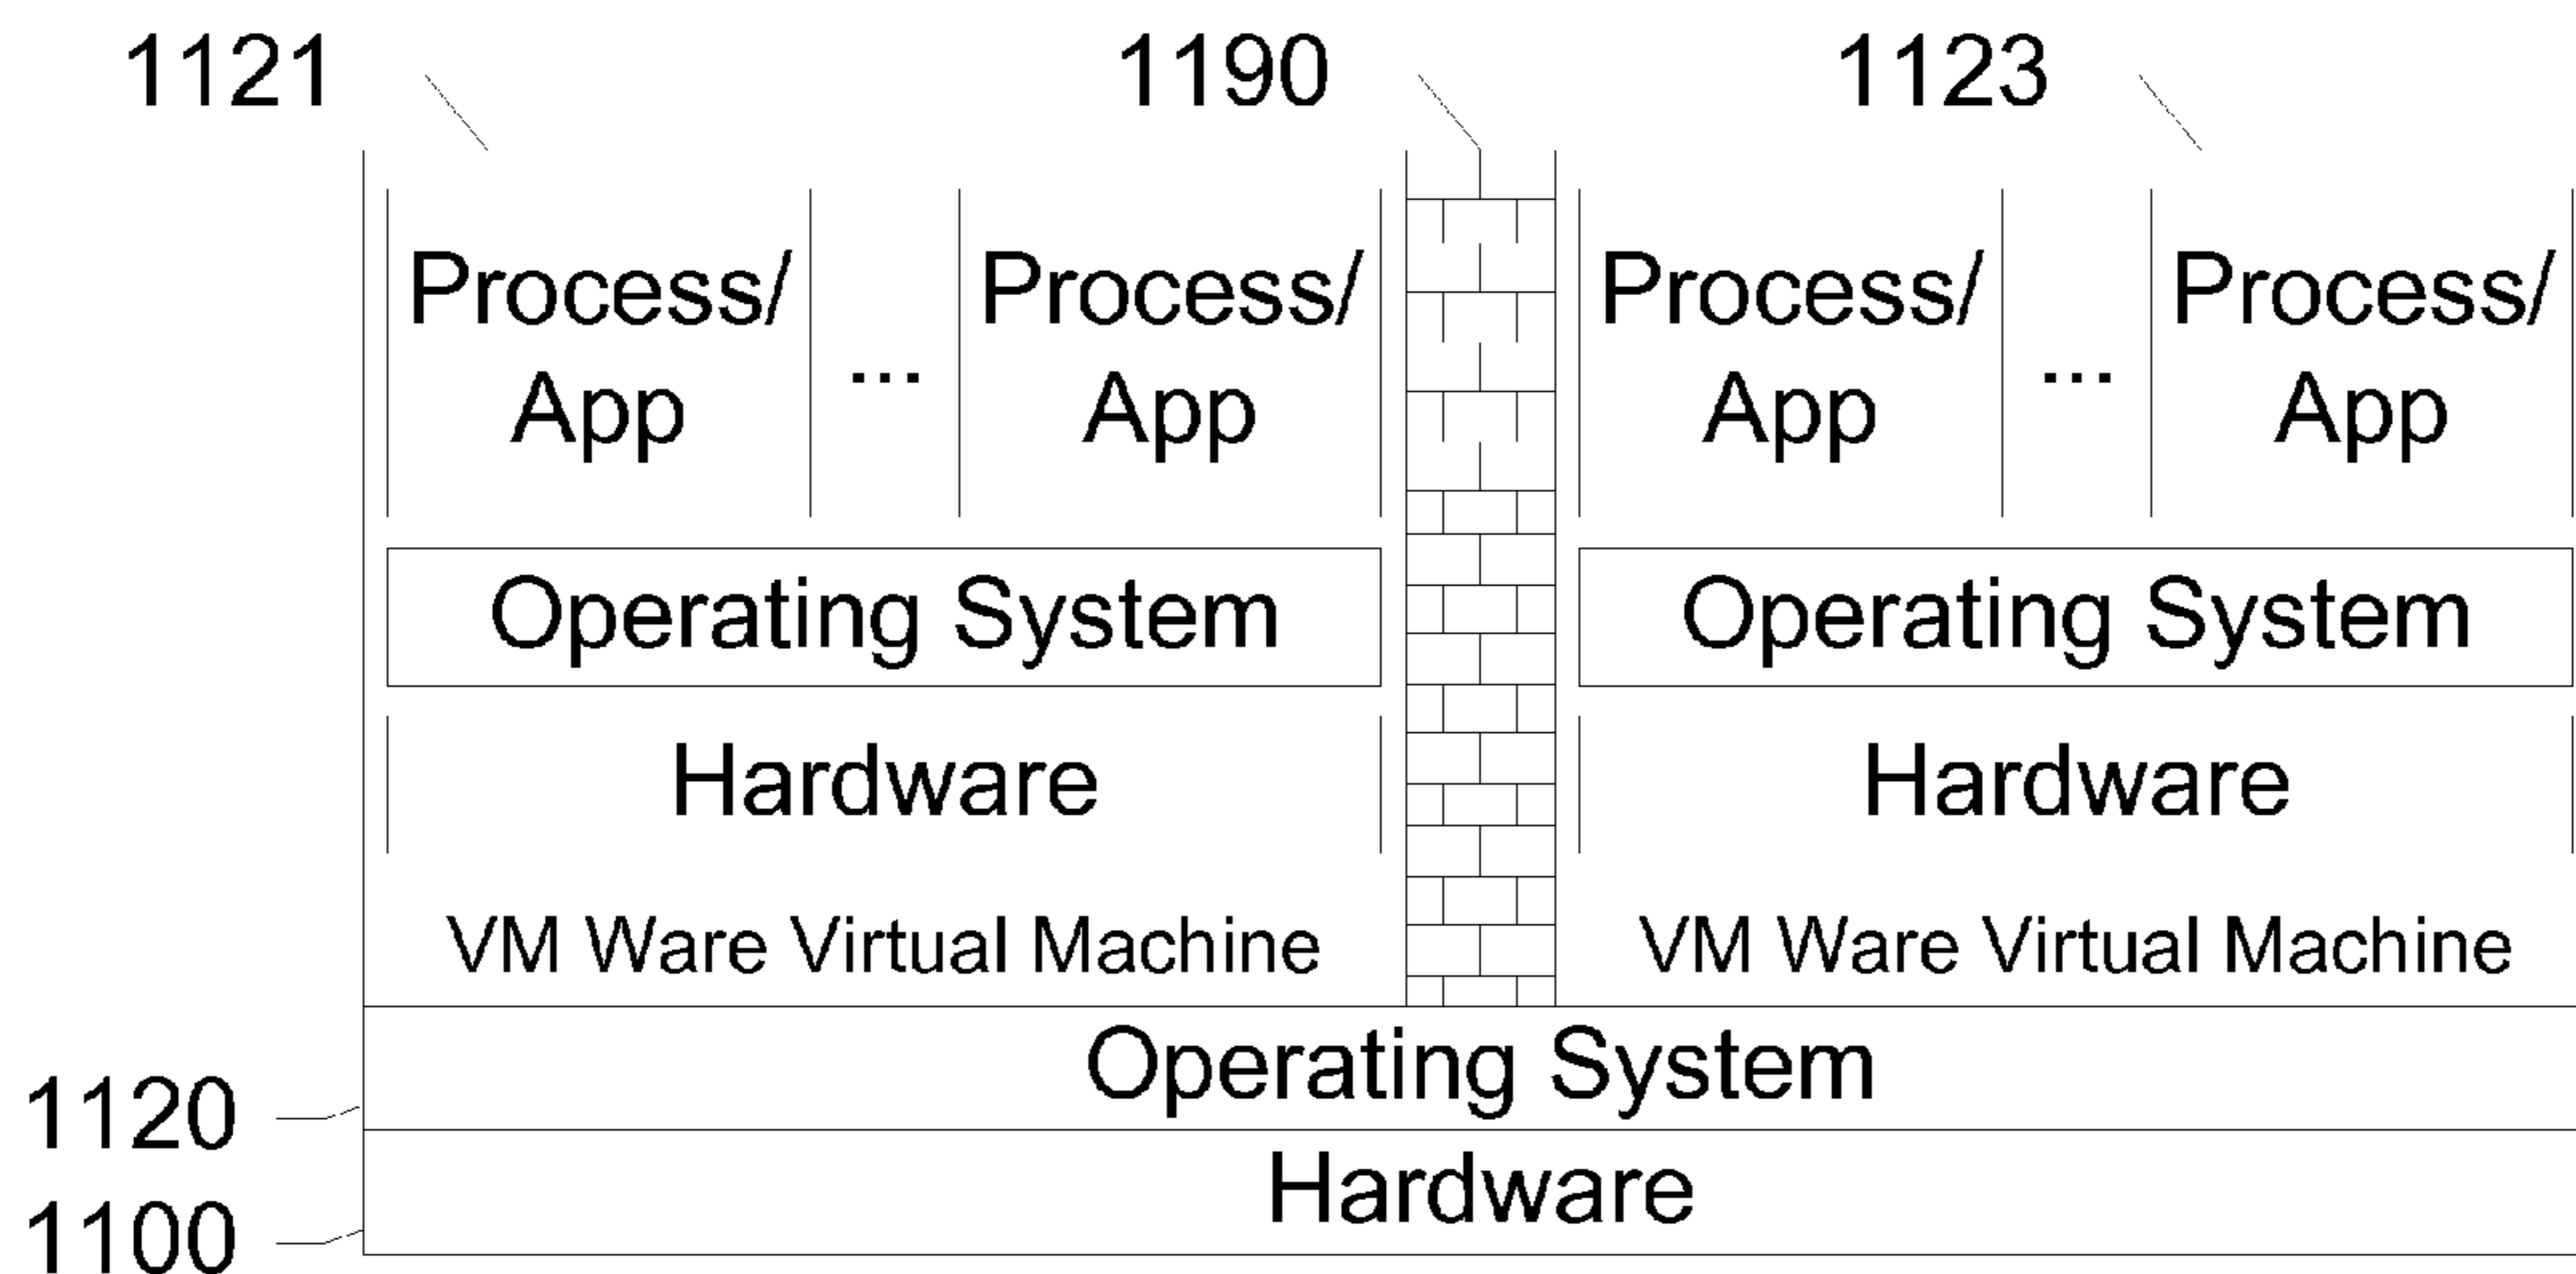 1121 1190 1123
Process/ Process/ Process/ Process/
App ... App App ... App
Operating System Operating System
Hardware Hardware
VM Ware Virtual Machine VM Ware Virtual Machine
Operating System
1120
Hardware
1100